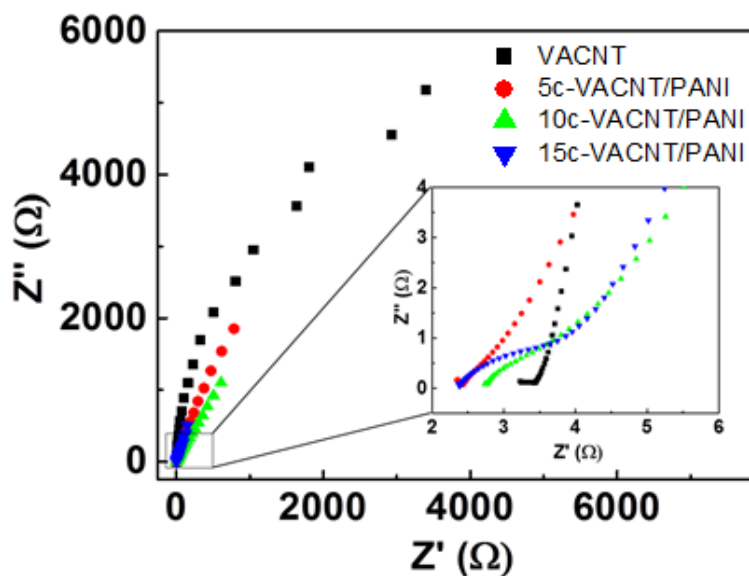 6000
4000
2000
0
Z'' (Ω)
VACNT
5c-VACNT/PANI
10c-VACNT/PANI
15c-VACNT/PANI
4
3
2
1
0
Z'' (Ω)
2 3 4 5 6
Z' (Ω)
0 2000 4000 6000
Z' (Ω)